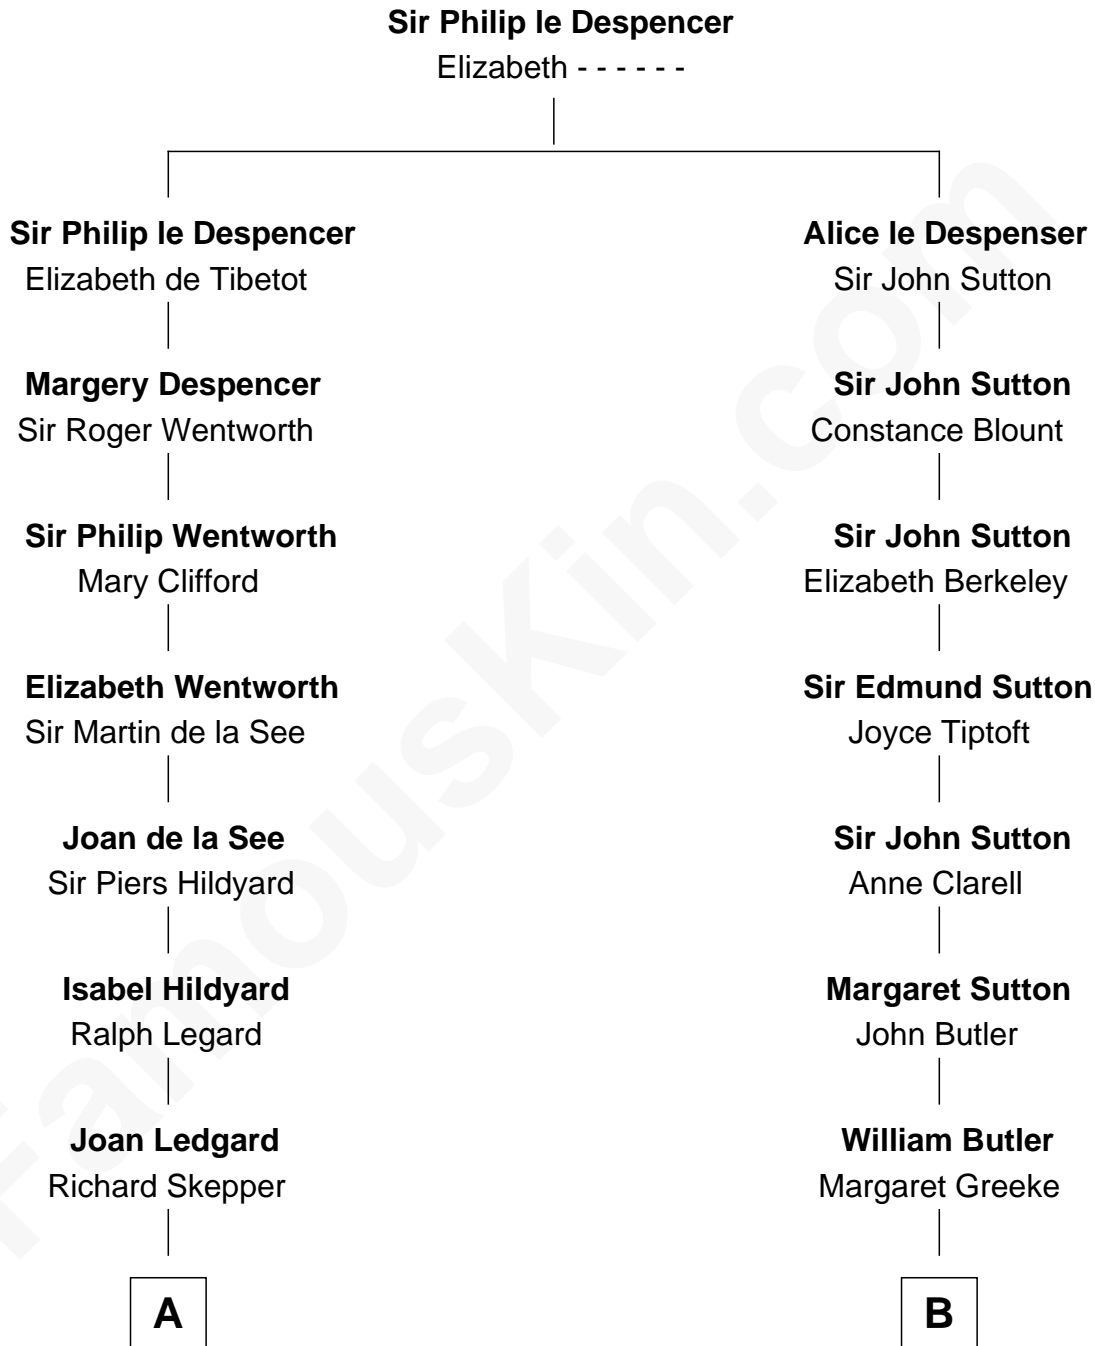 Sir Philip le Despencer
Elizabeth - - - - - -
Sir Philip le Despencer
Elizabeth de Tibetot
Alice le Despenser
Sir John Sutton
Margery Despencer
Sir Roger Wentworth
Sir John Sutton
Constance Blount
Sir Philip Wentworth
Mary Clifford
Sir John Sutton
Elizabeth Berkeley
Elizabeth Wentworth
Sir Martin de la See
Sir Edmund Sutton
Joyce Tiptoft
Joan de la See
Sir Piers Hildyard
Sir John Sutton
Anne Clarell
Isabel Hildyard
Ralph Legard
Margaret Sutton
John Butler
Joan Ledgard
Richard Skepper
William Butler
Margaret Greeke
A
B
FamousKin.com